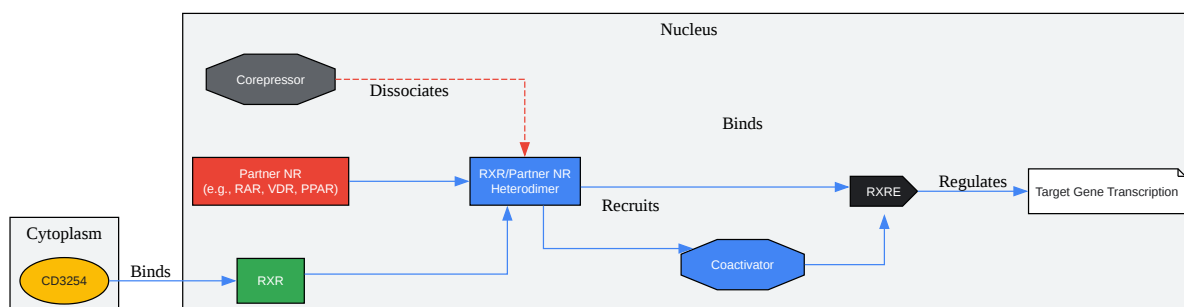 Nucleus
Corepressor
Dissociates
Binds
Partner NR
(e.g., RAR, VDR, PPAR)
RXR/Partner NR
Heterodimer
RXRE
Regulates
Target Gene Transcription
Recruits
Cytoplasm
Coactivator
CD3254
Binds
RXR